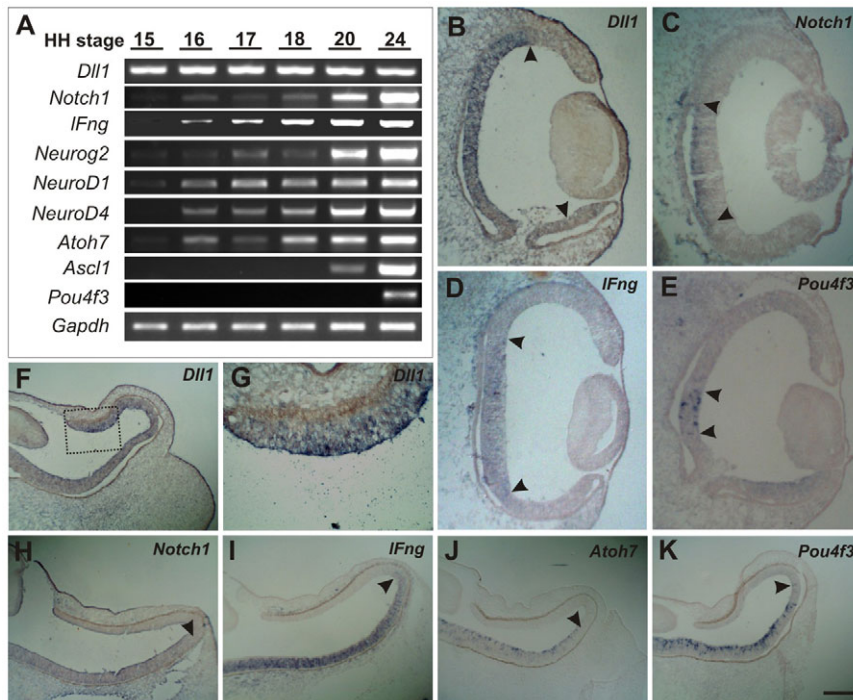 A
HH stage 15 16 17 18 20 24
Dll1
Notch1
lFng
Neurog2
NeuroD1
NeuroD4
Atoh7
Ascl1
Pou4f3
Gapdh
B Dll1
C Notch1
D lFng
E Pou4f3
F Dll1
G Dll1
H Notch1
I lFng
J Atoh7
K Pou4f3